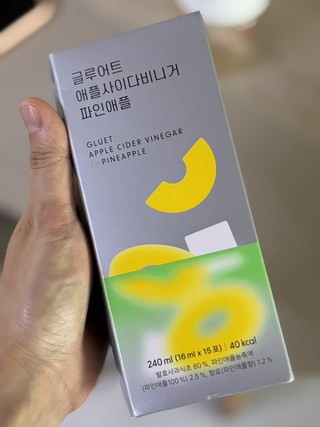 글루어트
애플사이다비니거
파인애플
GLUET
APPLE CIDER VINEGAR
PINEAPPLE
240 ml (16 ml x 15 포) | 40 kcal
발효사과식초 80 %, 파인애플농축액
(파인애플100 %) 2.5 %, 향료(파인애플향) 1.2 %